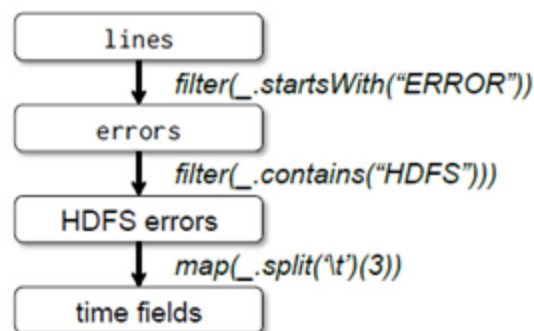 lines
filter(_.startsWith(“ERROR”))
errors
filter(_.contains(“HDFS”)))
HDFS errors
map(_.split(‘\t’)(3))
time fields